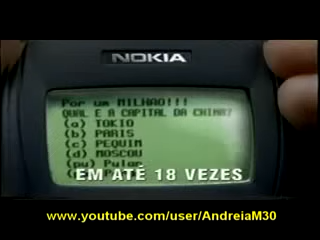 NOKIA
Por um MILHAO!!!
QUAL E A CAPITAL DA CHINA?
(a) TOKIO
(b) PARIS
(c) PEQUIM
(d) MOSCOU
(pu) Pular
EM ATÉ 18 VEZES
www.youtube.com/user/AndreiaM30